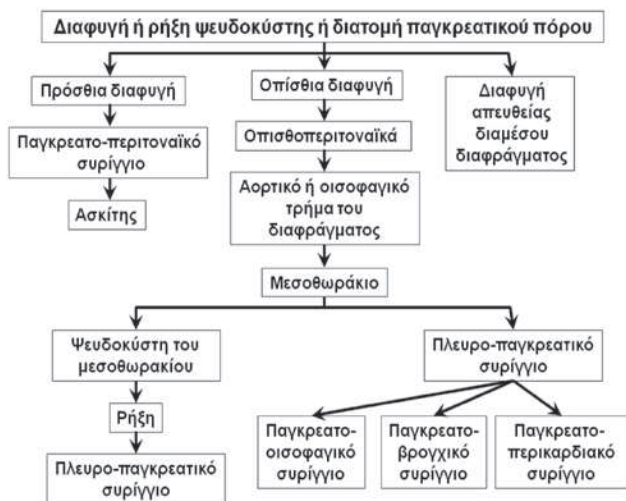 Διαφυγή ή ρήξη ψευδοκύστης ή διατομή παγκρεατικού πόρου
Πρόσθια διαφυγή
Παγκρεατο-περιτοναϊκό
συρίγγιο
Ασκίτης
Οπίσθια διαφυγή
Οπισθοπεριτοναϊκά
Αορτικό ή οισοφαγικό
τρήμα του
διαφράγματος
Μεσοθωράκιο
Διαφυγή
απευθείας
διαμέσου
διαφράγματος
Ψευδοκύστη του
μεσοθωρακίου
Ρήξη
Πλευρο-παγκρεατικό
συρίγγιο
Πλευρο-παγκρεατικό
συρίγγιο
Παγκρεατο-
οισοφαγικό
συρίγγιο
Παγκρεατο-
βρογχικό
συρίγγιο
Παγκρεατο-
περικαρδιακό
συρίγγιο